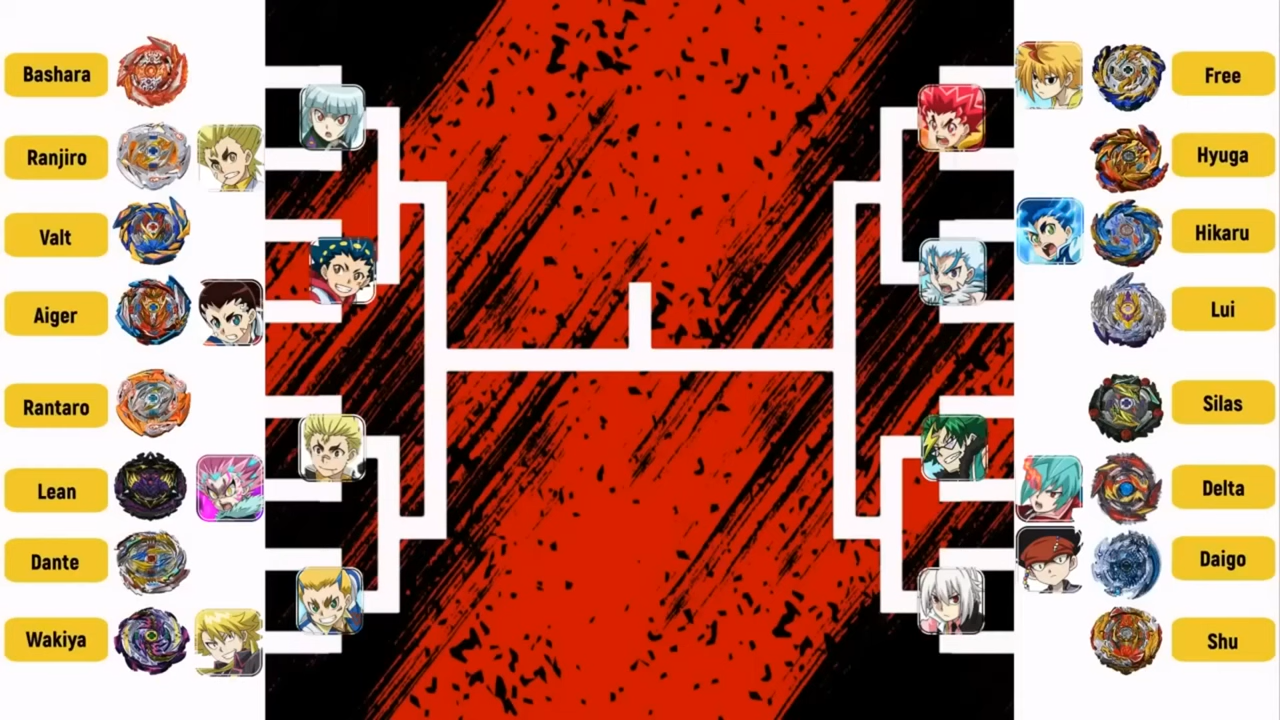 Bashara
Ranjiro
Valt
Aiger
Rantaro
Lean
Dante
Wakiya
Free
Hyuga
Hikaru
Lui
Silas
Delta
Daigo
Shu